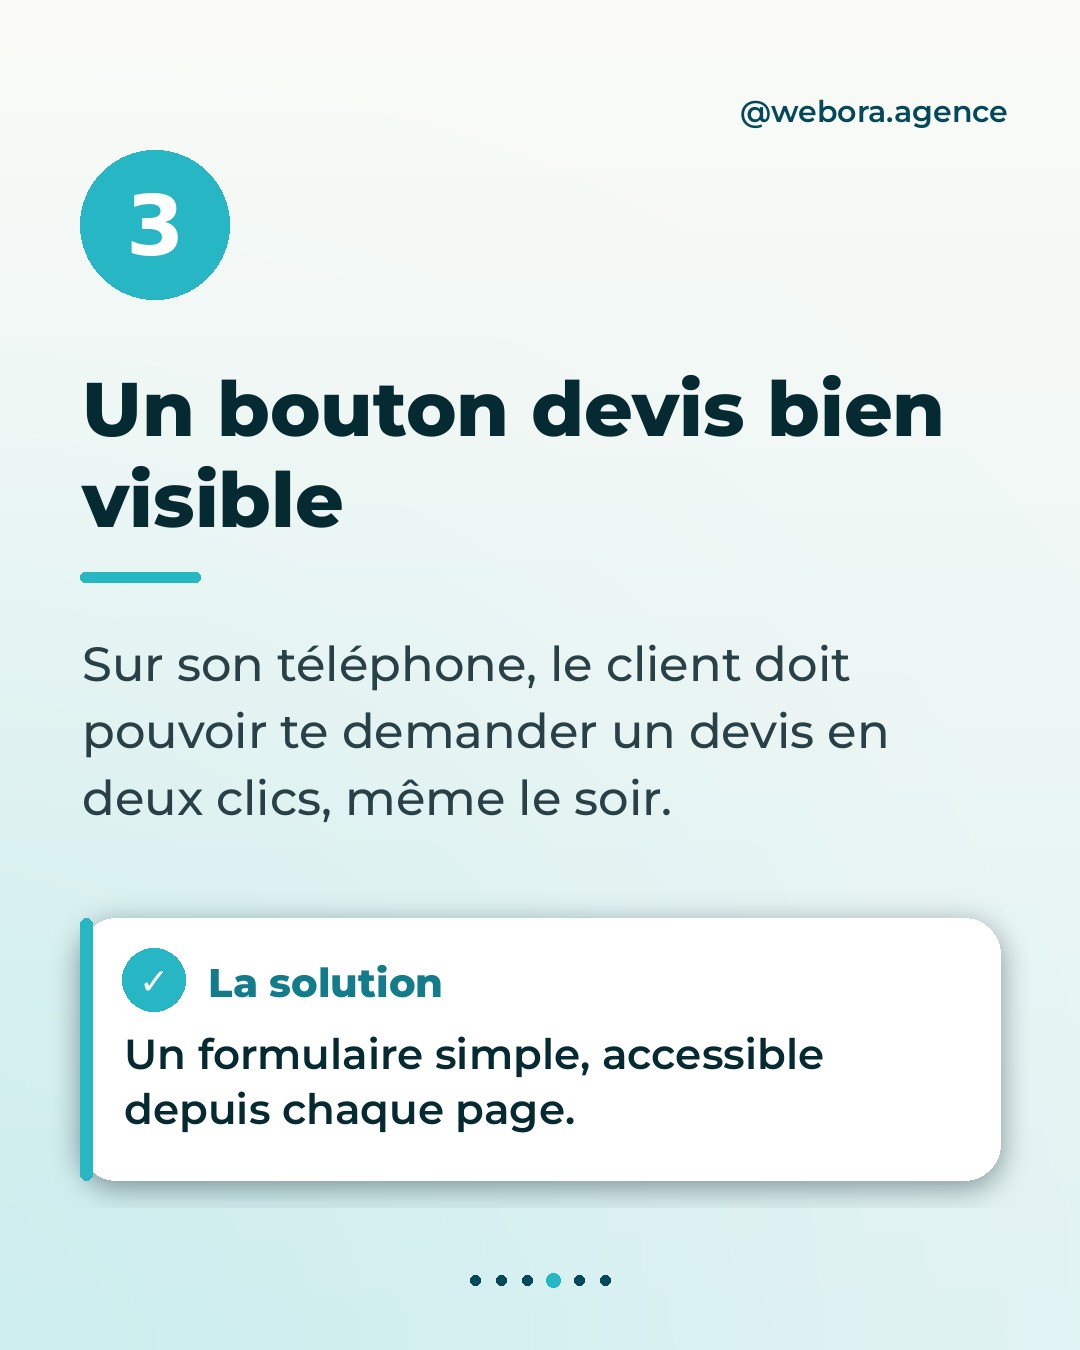 @webora.agence
3
Un bouton devis bien
visible
Sur son téléphone, le client doit
pouvoir te demander un devis en
deux clics, même le soir.
✓ La solution
Un formulaire simple, accessible
depuis chaque page.